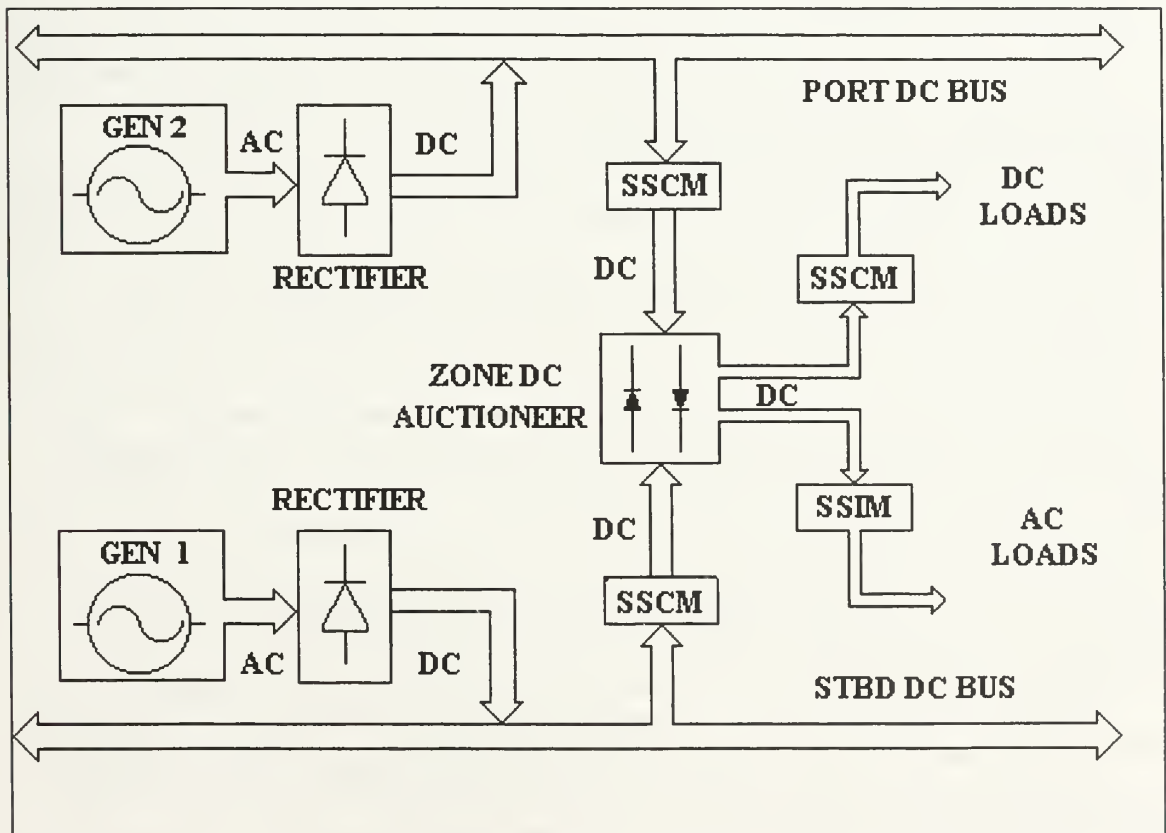 PORT DC BUS
GEN 2
AC
DC
RECTIFIER
SSCM
DC
DC
LOADS
SSCM
ZONE DC
AUCTIONEER
DC
RECTIFIER
SSIM
AC
LOADS
GEN 1
DC
SSCM
AC
DC
STBD DC BUS